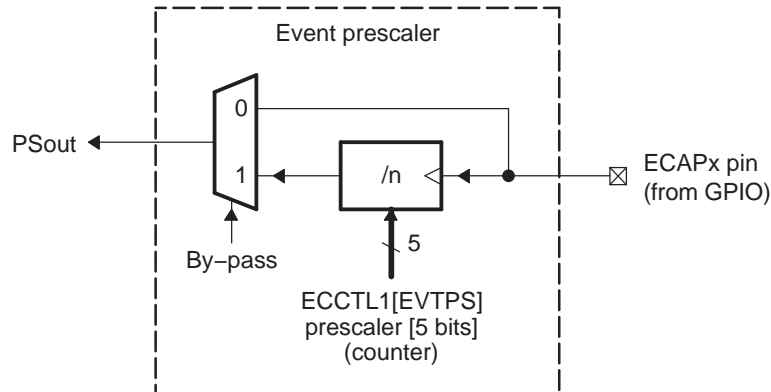 Event prescaler
0
PSout
ECAPx pin
(from GPIO)
1
/n
5
By−pass
ECCTL1[EVTPS]
prescaler [5 bits]
(counter)